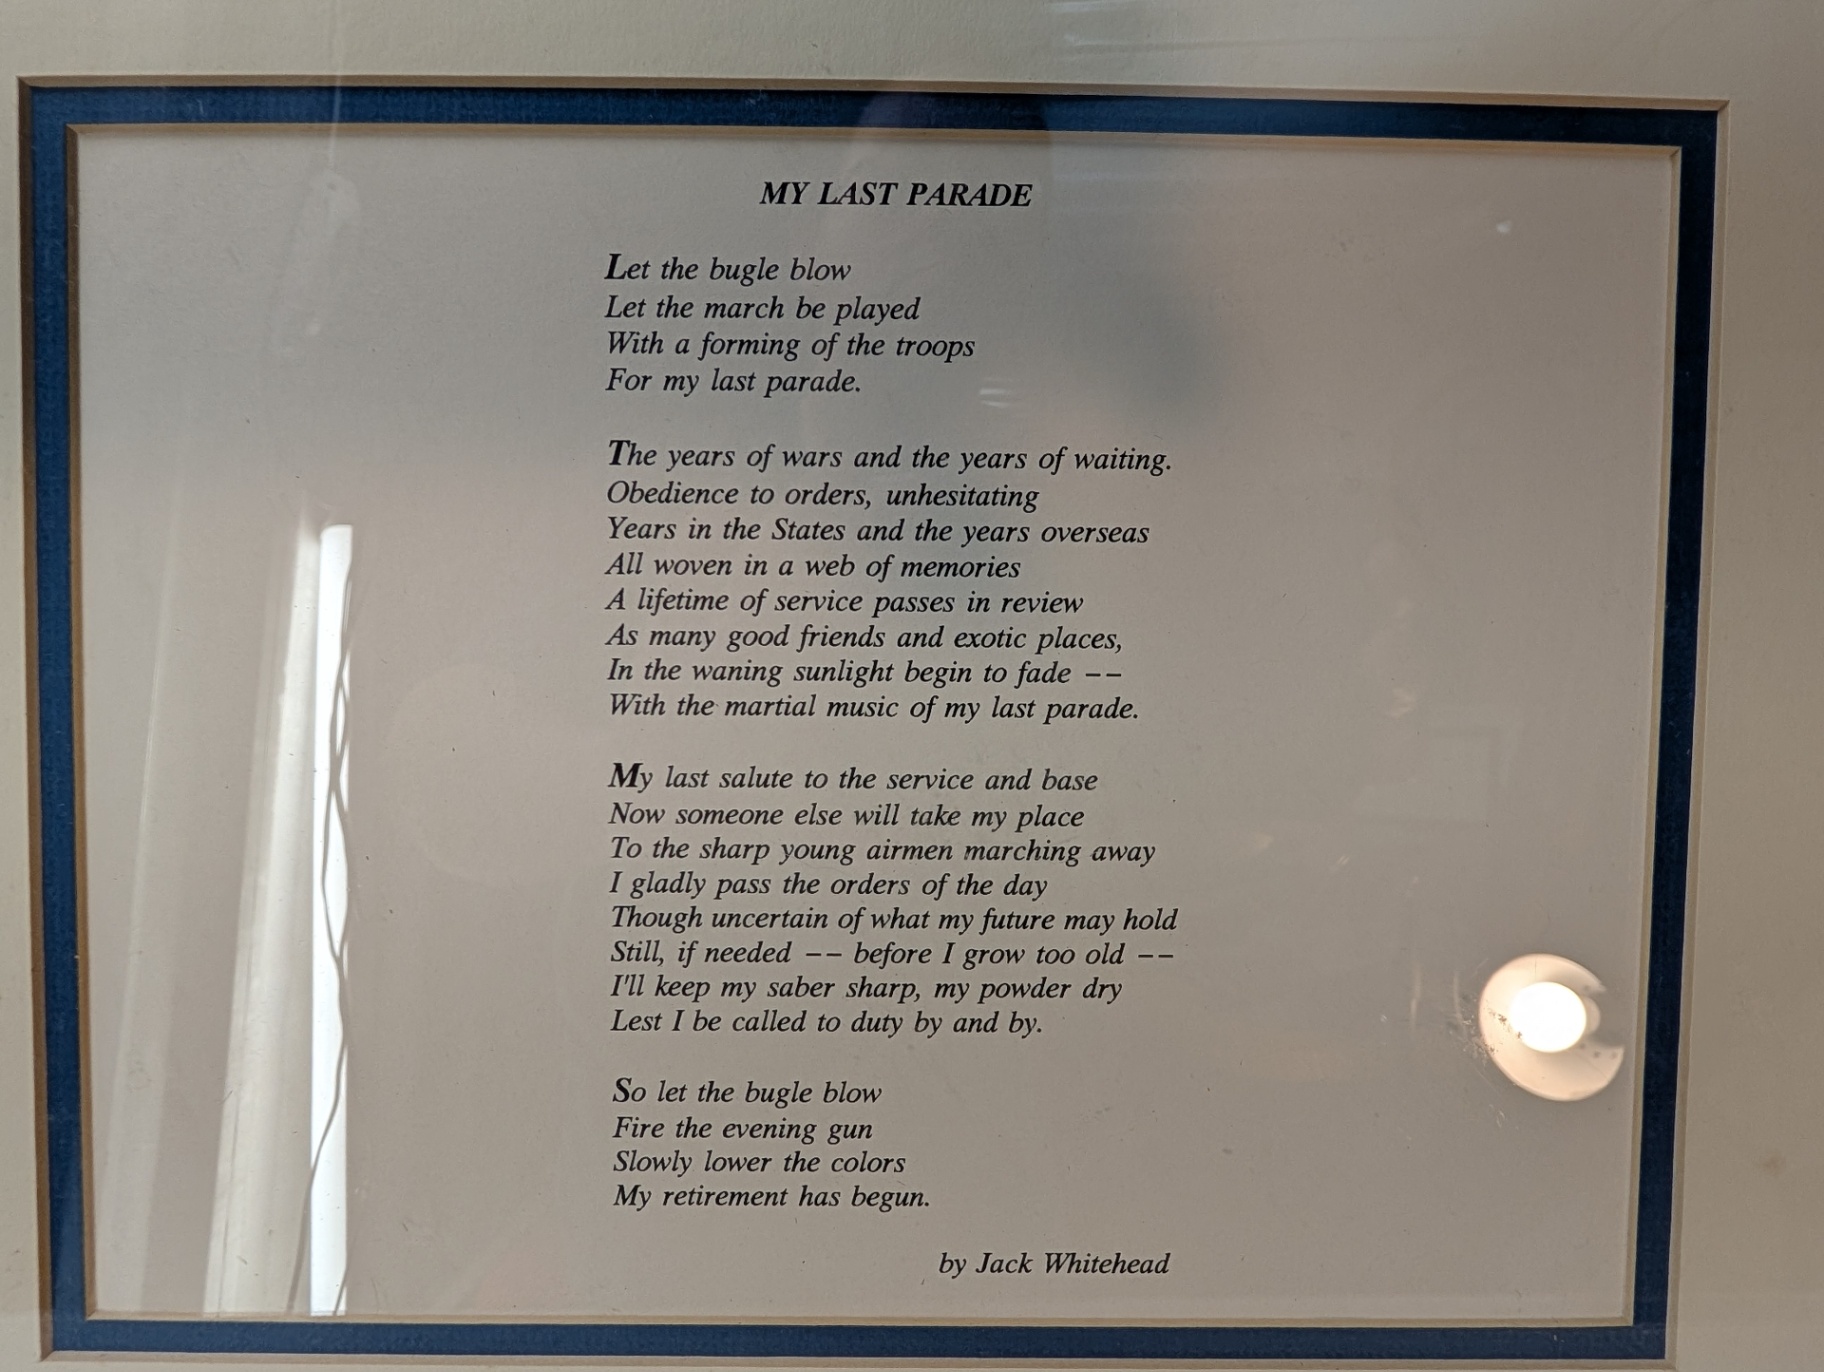 MY LAST PARADE
Let the bugle blow
Let the march be played
With a forming of the troops
For my last parade.
The years of wars and the years of waiting.
Obedience to orders, unhesitating
Years in the States and the years overseas
All woven in a web of memories
A lifetime of service passes in review
As many good friends and exotic places,
In the waning sunlight begin to fade --
With the martial music of my last parade.
My last salute to the service and base
Now someone else will take my place
To the sharp young airmen marching away
I gladly pass the orders of the day
Though uncertain of what my future may hold
Still, if needed -- before I grow too old --
I'll keep my saber sharp, my powder dry
Lest I be called to duty by and by.
So let the bugle blow
Fire the evening gun
Slowly lower the colors
My retirement has begun.
by Jack Whitehead